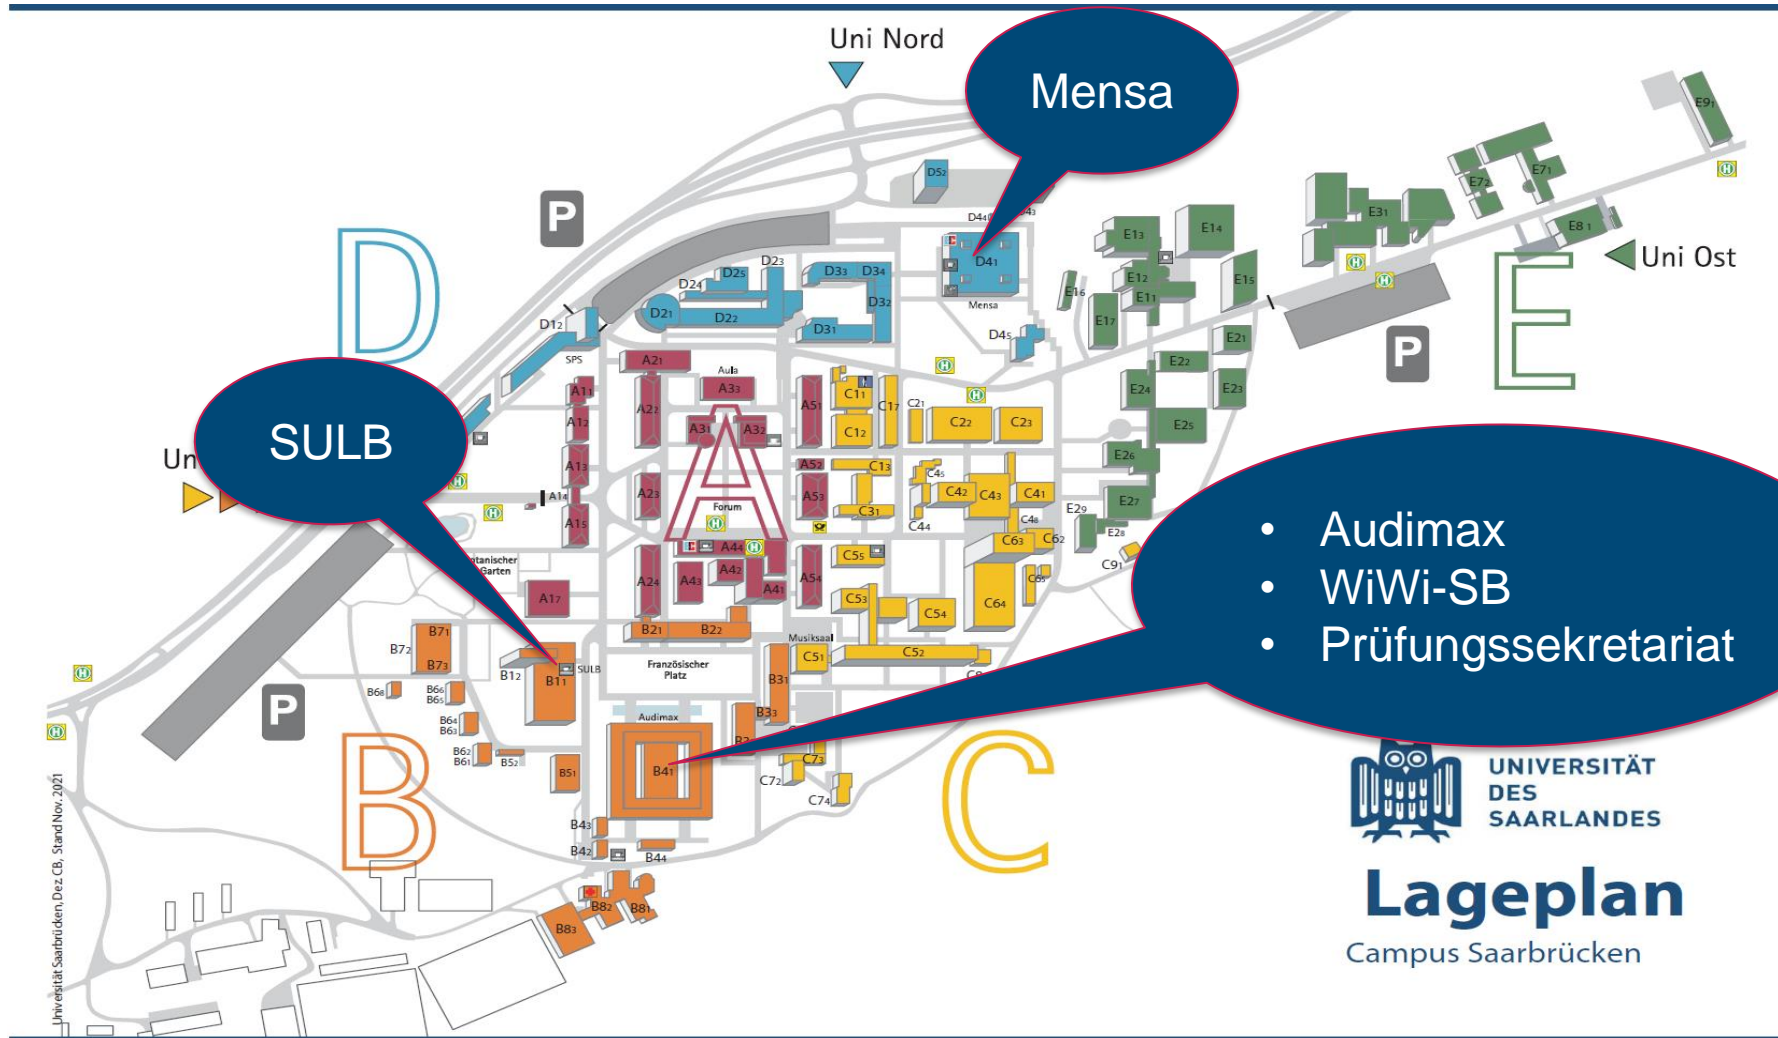 Uni Nord
Mensa
E91
E71
E72
E31
E81
Uni Ost
E
P
D
D52
D44
D43
D41
Mensa
E13
E14
E12
E11
E15
E16
E17
P
D25
D23
D24
D33
D34
D32
D21
D22
D31
D12
SPS
D45
E21
E22
E24
E23
E25
E26
E27
E29
E28
A21
Aula
A33
A11
A22
A12
A31
A32
A51
A13
A52
A14
A23
A53
A15
A
Forum
C11
C17
C12
C21
C22
C23
C13
C45
C42
C43
C41
C31
C44
C48
SULB
Un
Garten
A17
A24
A44
A43
A42
A41
A54
C55
C63
C62
C91
C65
C64
C53
C54
Musiksaal
C51
C52
• Audimax
• WiWi-SB
• Prüfungssekretariat
B71
B72
B73
B21
B22
B12
B11
SULB
Französischer
Platz
B31
B33
B68
B66
B65
B64
B63
B62
B61
B52
B51
Audimax
B41
C73
C72
C74
P
B
C
B43
B42
B44
B82
B81
B83
UNIVERSITÄT
DES
SAARLANDES
Lageplan
Campus Saarbrücken
Universität Saarbrücken, Dez. CB, Stand Nov. 2021